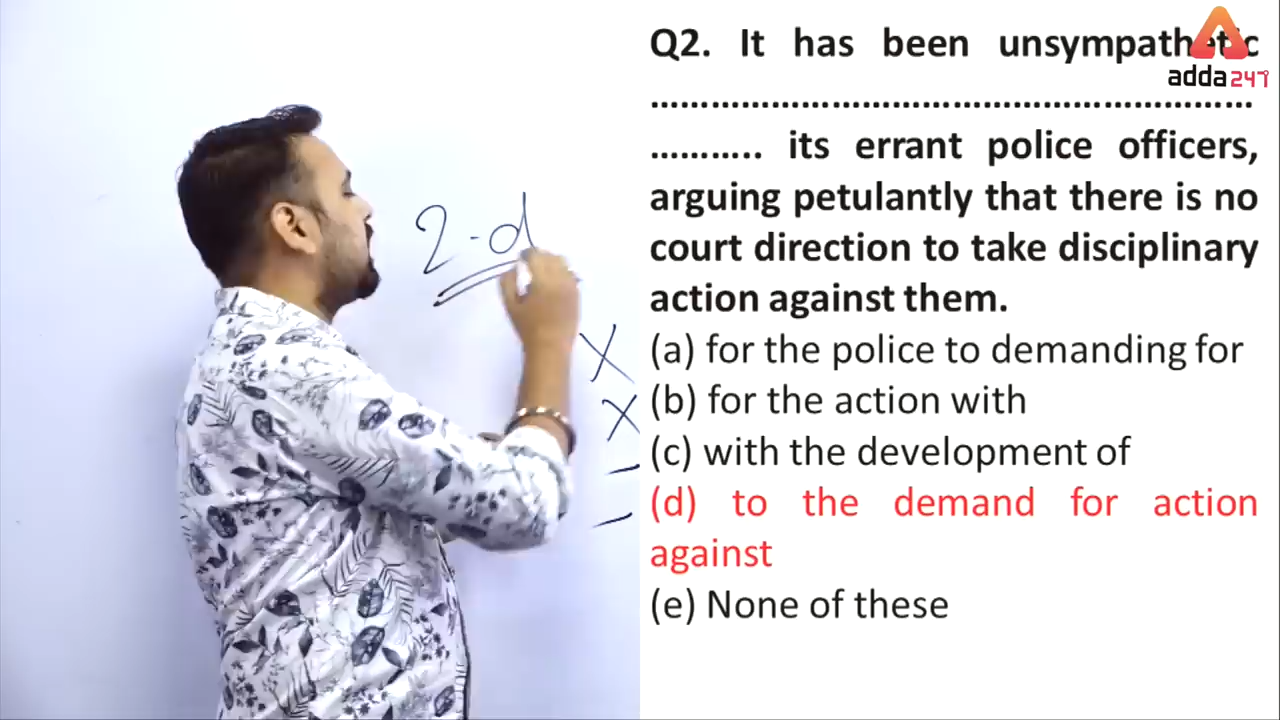 Q2. It has been unsympathetic
adda247
............................................................
........... its errant police officers,
arguing petulantly that there is no
court direction to take disciplinary
action against them.
(a) for the police to demanding for
(b) for the action with
(c) with the development of
(d) to the demand for action
against
(e) None of these
2-d
X
X
–
–